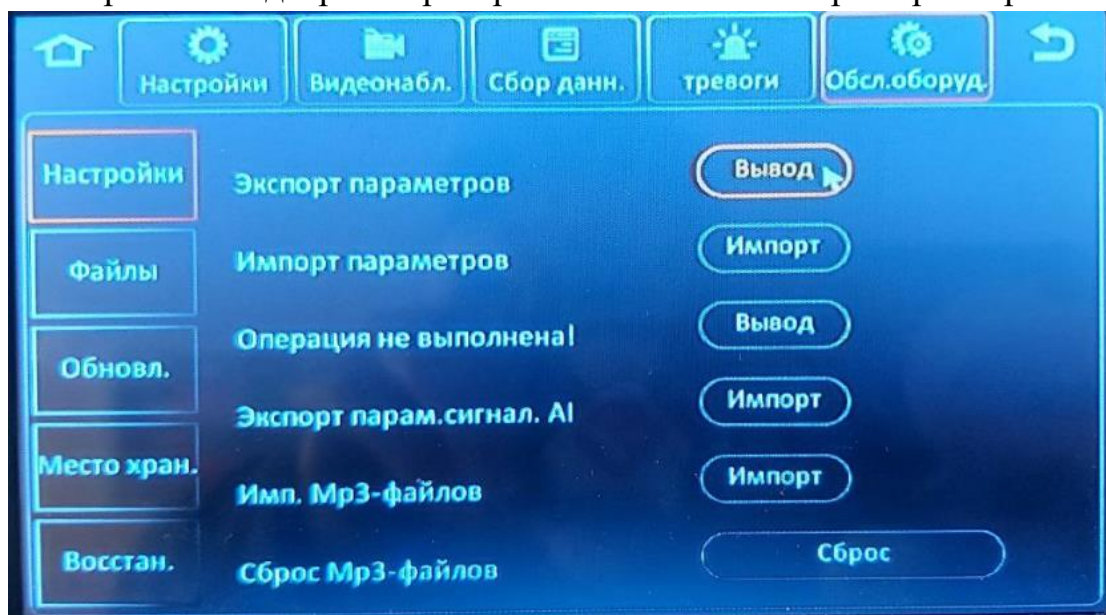 Настройки Видеонабл. Сбор данн. тревоги Обсл.оборуд.
Настройки
Экспорт параметров Вывод
Файлы
Импорт параметров Импорт
Операция не выполнена! Вывод
Обновл.
Экспорт парам.сигнал. AI Импорт
Место хран.
Имп. Mp3-файлов Импорт
Восстан.
Сброс Mp3-файлов Сброс